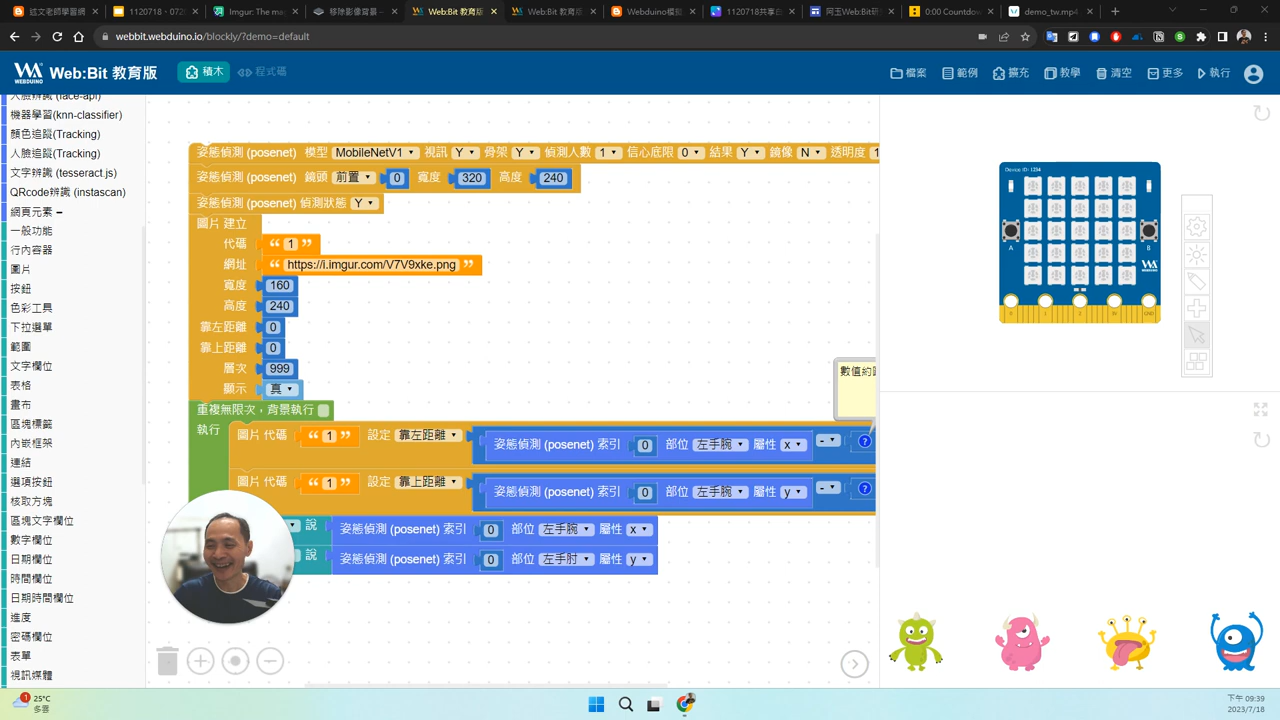 述文老師學習網
1120718 - 072
Imgur: The ma
移除影像背景 –
Web:Bit 教育版
Web:Bit 教育版
Webduino模擬
1120718共享台
阿玉Web:Bit研
0:00 Countdow
demo_tw.mp4
webbit.webduino.io/blockly/?demo=default
WEBDUINO
Web:Bit 教育版
積木
程式碼
檔案
範例
擴充
教學
清空
更多
執行
人臉辨識 (face-api)
機器學習(knn-classifier)
顏色追蹤(Tracking)
人臉追蹤(Tracking)
文字辨識 (tesseract.js)
QRcode辨識 (instascan)
網頁元素 –
一般功能
行內容器
圖片
按鈕
色彩工具
下拉選單
範圍
文字欄位
表格
畫布
區塊標籤
內嵌框架
連結
選項按鈕
核取方塊
區塊文字欄位
數字欄位
日期欄位
時間欄位
日期時間欄位
進度
密碼欄位
表單
視訊媒體
姿態偵測 (posenet) 模型 MobileNetV1 視訊 Y 骨架 Y 偵測人數 1 信心底限 0 結果 Y 鏡像 N 透明度 1
姿態偵測 (posenet) 鏡頭 前置 0 寬度 320 高度 240
姿態偵測 (posenet) 偵測狀態 Y
圖片 建立
代碼 “ 1 ”
網址 “ https://i.imgur.com/V7V9xke.png ”
寬度 160
高度 240
靠左距離 0
靠上距離 0
層次 999
顯示 真
重複無限次，背景執行
執行
圖片 代碼 “ 1 ” 設定 靠左距離 姿態偵測 (posenet) 索引 0 部位 左手腕 屬性 x - ?
圖片 代碼 “ 1 ” 設定 靠上距離 姿態偵測 (posenet) 索引 0 部位 左手腕 屬性 y - ?
說 姿態偵測 (posenet) 索引 0 部位 左手腕 屬性 x
說 姿態偵測 (posenet) 索引 0 部位 左手肘 屬性 y
Device ID: 1234
A
B
GND
25°C
多雲
下午 09:39
2023/7/18